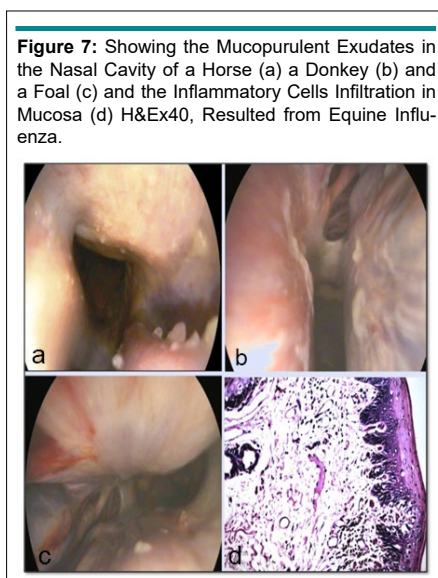 Figure 7: Showing the Mucopurulent Exudates in
the Nasal Cavity of a Horse (a) a Donkey (b) and
a Foal (c) and the Inflammatory Cells Infiltration in
Mucosa (d) H&Ex40, Resulted from Equine Influ-
enza.
a
b
c
d